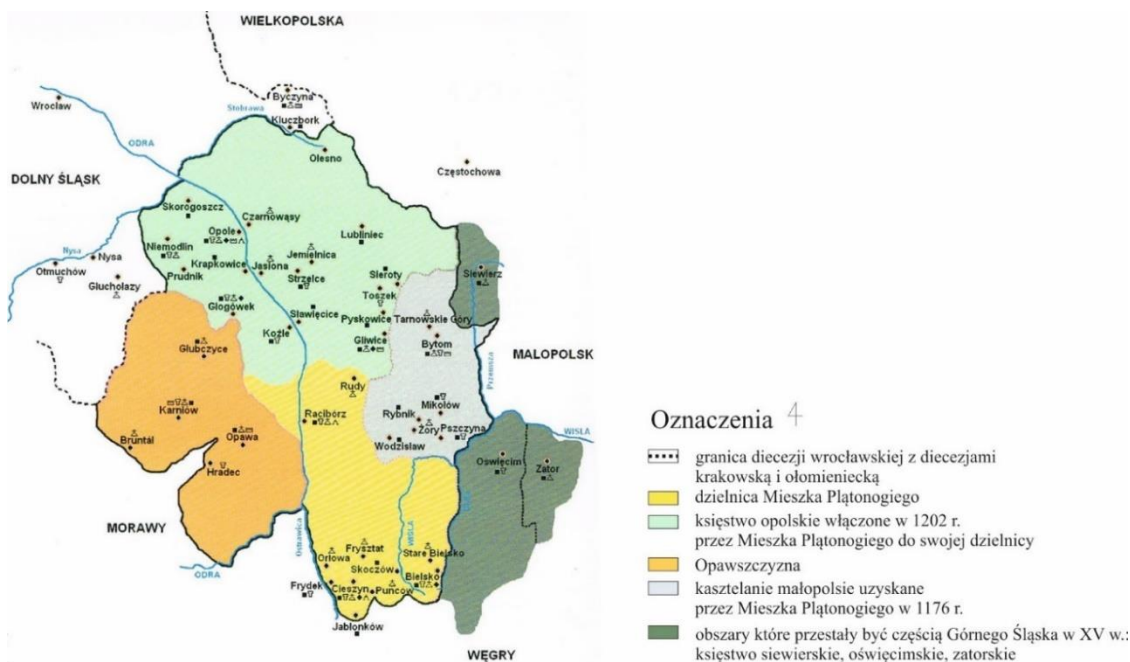 WIELKOPOLSKA
Wrocław
Byczyna
Stobrawa
Kluczbork
ODRA
Olesno
Częstochowa
DOLNY ŚLĄSK
Skorogoszcz
Czarnowąsy
Opole
Lubliniec
Niemodlin
Jemielnica
Nysa
Nysa
Krapkowice
Jasiona
Sieroty
Siewierz
Otmuchów
Prudnik
Strzelce
Głuchołazy
Toszek
Głogówek
Sławięcice
Pyskowice
Tarnowskie Góry
Koźle
Gliwice
Bytom
Głubczyce
MALOPOLSK
Przemsza
Rudy
Karniów
Racibórz
Rybnik
Mikołów
Oznaczenia 4
Żory
Pszczyna
WISŁA
Bruntál
Opawa
Wodzisław
Oświęcim
Zator
granica diecezji wrocławskiej z diecezjami
krakowską i ołomieniecką
Hradec
dzielnica Mieszka Plątonogiego
MORAWY
księstwo opolskie włączone w 1202 r.
przez Mieszka Plątonogiego do swojej dzielnicy
Ostrawica
WISŁA
Frysztat
Stare Bielsko
Orłowa
Skoczów
Opawszczyzna
ODRA
Frydek
Cieszyn
Puńców
Bielsko
kasztelanie małopolsie uzyskane
przez Mieszka Plątonogiego w 1176 r.
Jabłonków
WĘGRY
obszary które przestały być częścią Górnego Śląska w XV w.:
księstwo siewierskie, oświęcimskie, zatorskie